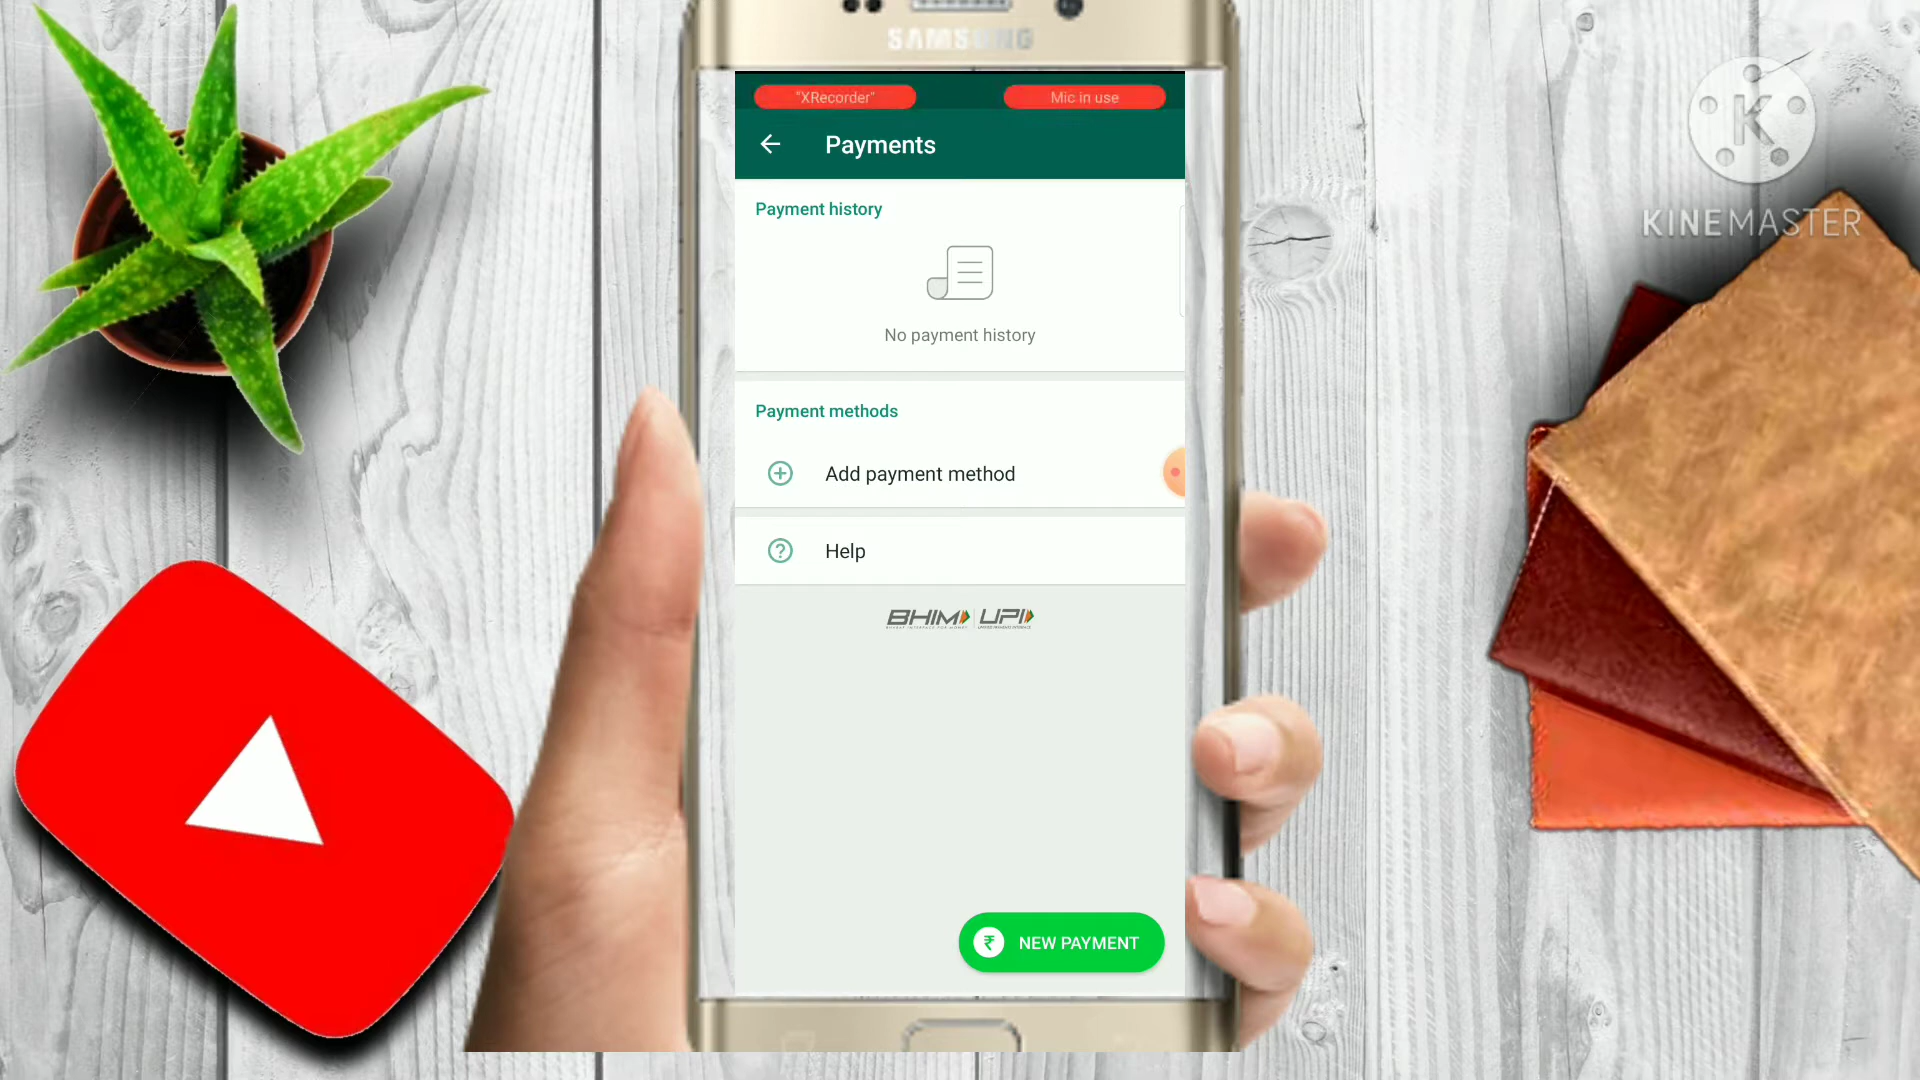 SAMSUNG
"XRecorder"
Mic in use
Payments
Payment history
No payment history
Payment methods
Add payment method
Help
BHIM UPI
NEW PAYMENT
K
KINEMASTER